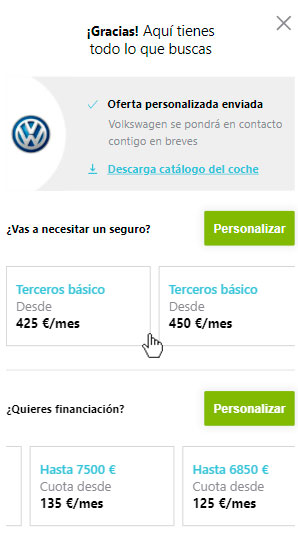 ¡Gracias! Aquí tienes
todo lo que buscas
Oferta personalizada enviada
Volkswagen se pondrá en contacto
contigo en breves
Descarga catálogo del coche
¿Vas a necesitar un seguro?
Personalizar
Terceros básico
Desde
425 €/mes
Terceros básico
Desde
450 €/mes
¿Quieres financiación?
Personalizar
Hasta 7500 €
Cuota desde
135 €/mes
Hasta 6850 €
Cuota desde
125 €/mes